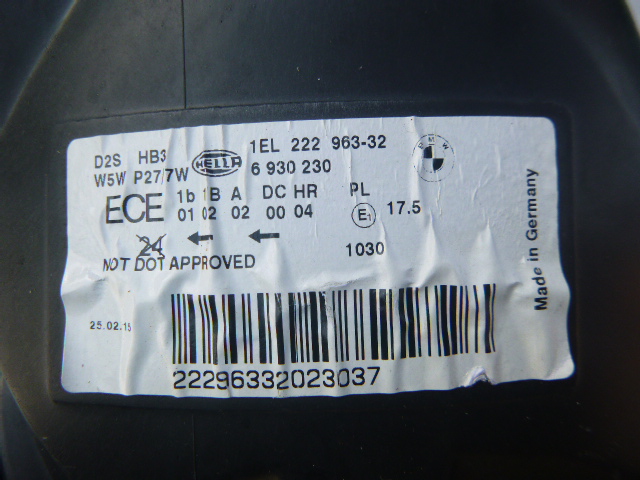 D2S HB3 HELLA 1EL 222 963-32 BMW
W5W P27/7W 6 930 230
ECE 1b 1B A DC HR PL
01 02 02 00 04 E1 17.5
24 1030
NOT DOT APPROVED
Made in Germany
25.02.15
22296332023037